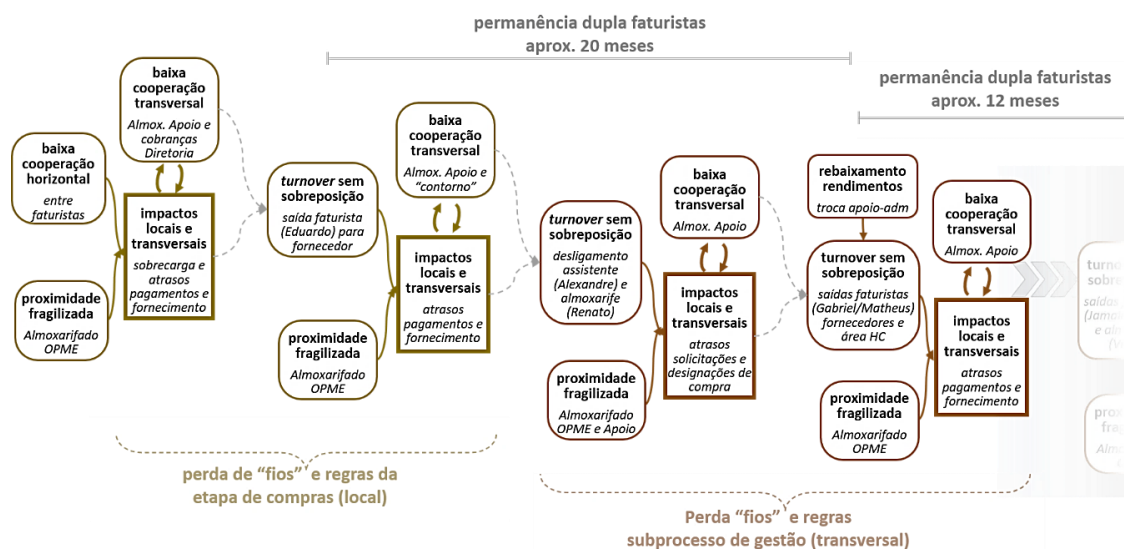 permanência dupla faturistas
aprox. 20 meses
permanência dupla faturistas
aprox. 12 meses
baixa
cooperação
horizontal
entre
faturistas
proximidade
fragilizada
Almoxarifado
OPME
baixa
cooperação
transversal
Almox. Apoio e
cobranças
Diretoria
impactos
locais e
transversais
sobrecarga e
atrasos
pagamentos e
fornecimento
turnover sem
sobreposição
saída faturista
(Eduardo) para
fornecedor
proximidade
fragilizada
Almoxarifado
OPME
baixa
cooperação
transversal
Almox. Apoio e
“contorno”
impactos
locais e
transversais
atrasos
pagamentos e
fornecimento
turnover sem
sobreposição
desligamento
assistente
(Alexandre) e
almoxarife
(Renato)
proximidade
fragilizada
Almoxarifado
OPME e Apoio
baixa
cooperação
transversal
Almox. Apoio
impactos
locais e
transversais
atrasos
solicitações e
designações de
compra
rebaixamento
rendimentos
troca apoio-adm
turnover sem
sobreposição
saídas faturistas
(Gabriel/Matheus)
fornecedores e
área HC
proximidade
fragilizada
Almoxarifado
OPME
baixa
cooperação
transversal
Almox. Apoio
impactos
locais e
transversais
atrasos
pagamentos e
fornecimento
perda de “fios” e regras da
etapa de compras (local)
Perda “fios” e regras
subprocesso de gestão (transversal)